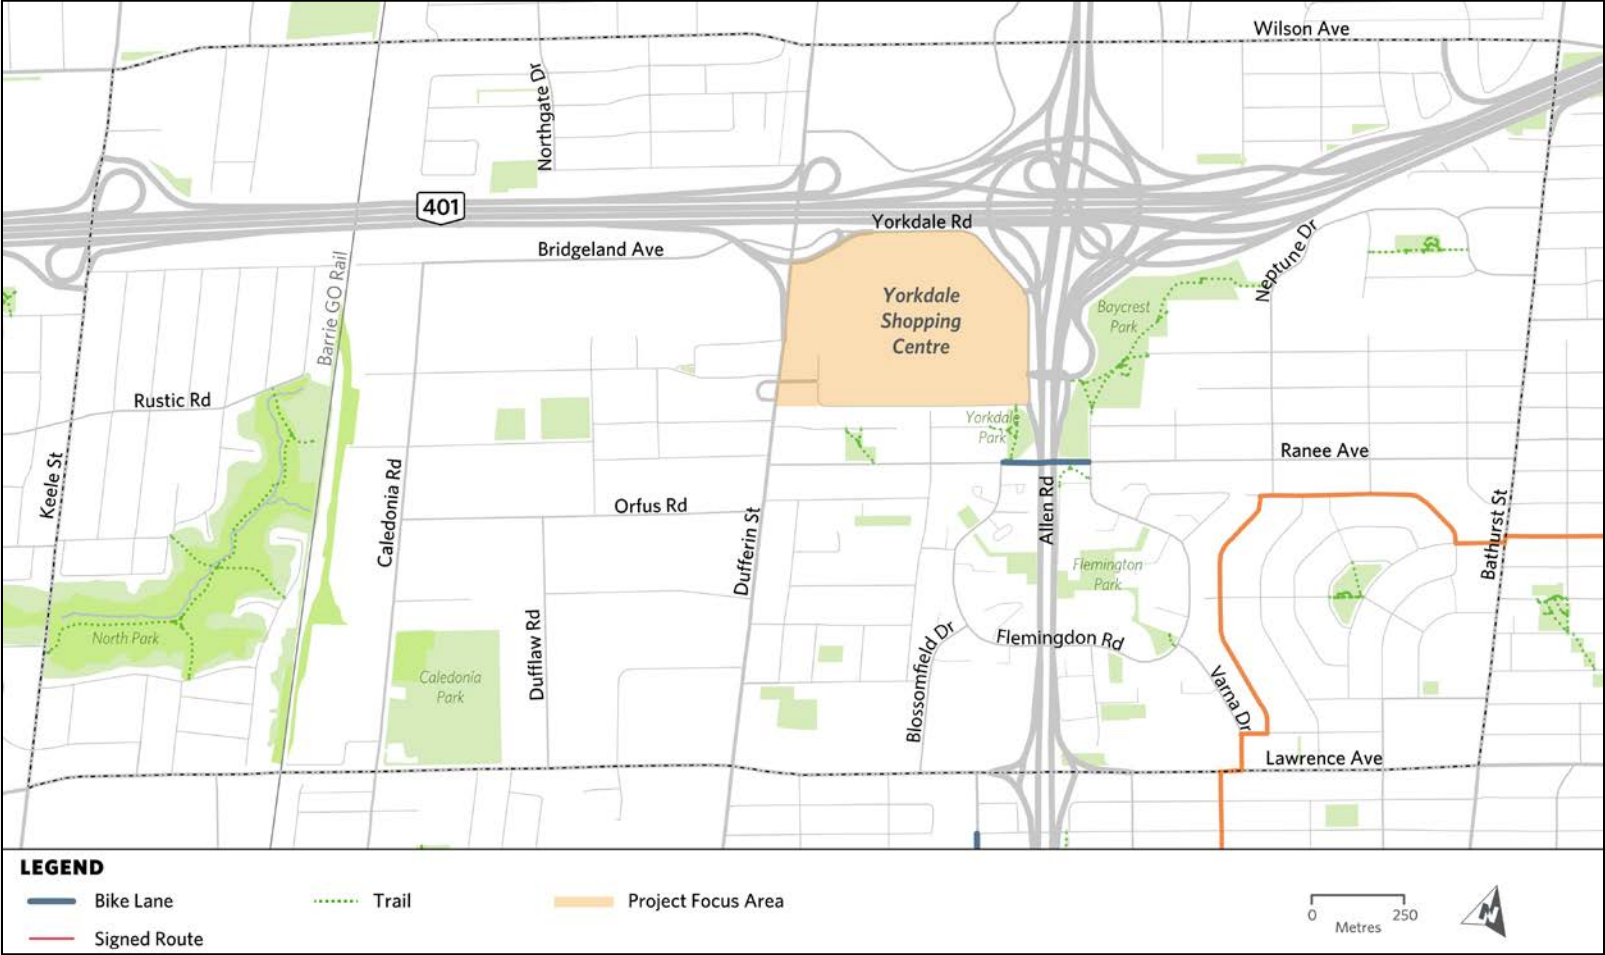 Wilson Ave
Northgate Dr
401
Yorkdale Rd
Bridgeland Ave
Neptune Dr
Barrie GO Rail
Yorkdale
Shopping
Centre
Baycrest
Park
Rustic Rd
Yorkdale
Park
Keele St
Caledonia Rd
Ranee Ave
Orfus Rd
Dufferin St
Allen Rd
Bathurst St
Flemington
Park
North Park
Dufflaw Rd
Blossomfield Dr
Flemingdon Rd
Caledonia
Park
Varna Dr
Lawrence Ave
LEGEND
Bike Lane
Trail
Project Focus Area
Signed Route
0 250
Metres
N